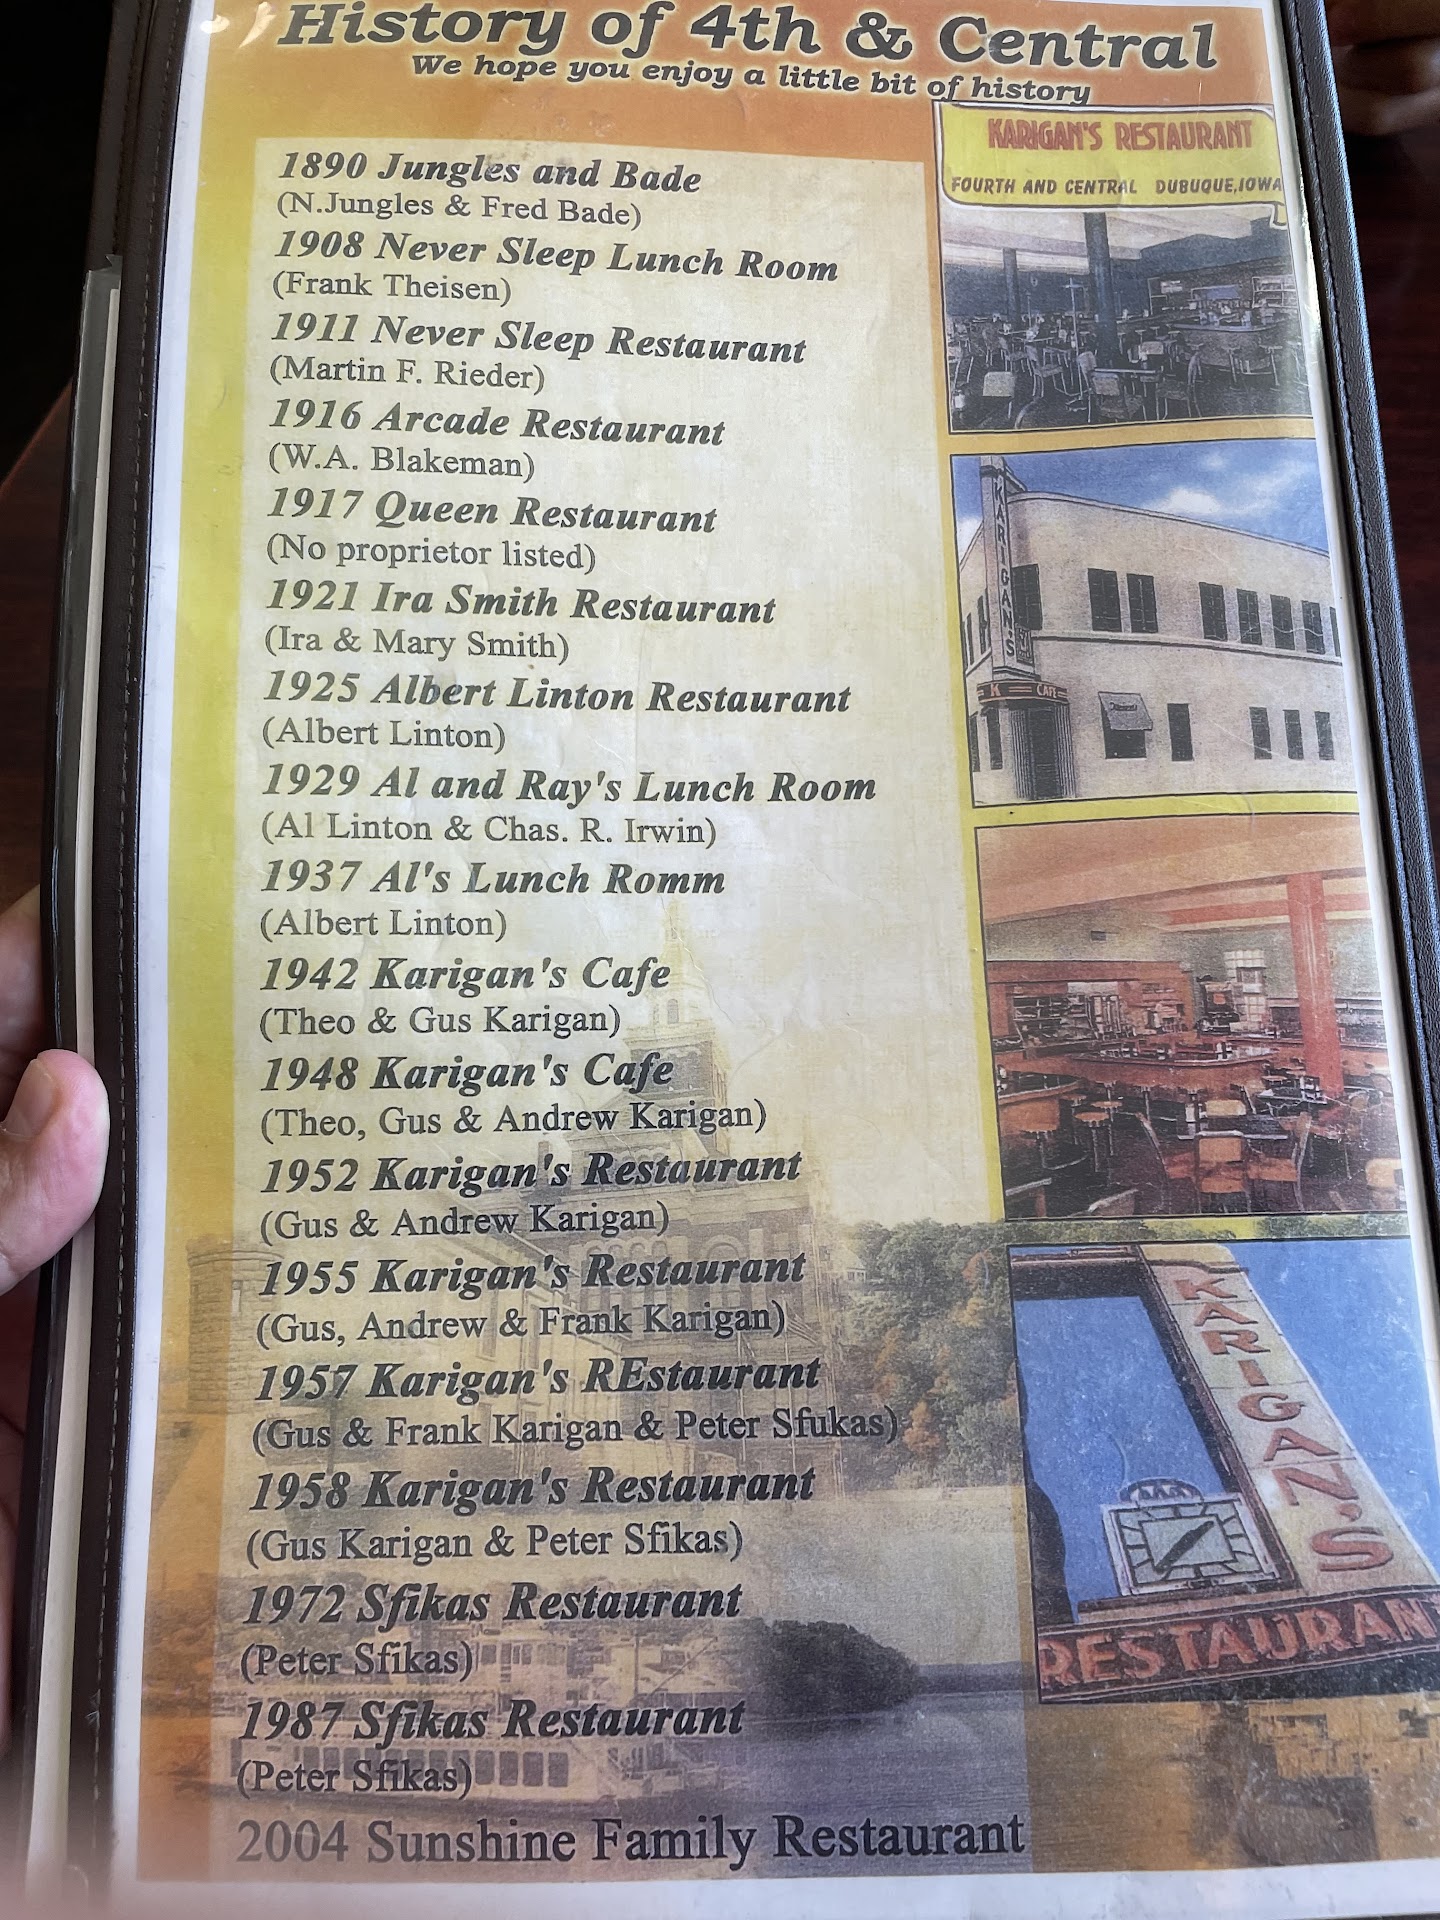 History of 4th & Central
We hope you enjoy a little bit of history
1890 Jungles and Bade
(N.Jungles & Fred Bade)
1908 Never Sleep Lunch Room
(Frank Theisen)
1911 Never Sleep Restaurant
(Martin F. Rieder)
1916 Arcade Restaurant
(W.A. Blakeman)
1917 Queen Restaurant
(No proprietor listed)
1921 Ira Smith Restaurant
(Ira & Mary Smith)
1925 Albert Linton Restaurant
(Albert Linton)
1929 Al and Ray's Lunch Room
(Al Linton & Chas. R. Irwin)
1937 Al's Lunch Romm
(Albert Linton)
1942 Karigan's Cafe
(Theo & Gus Karigan)
1948 Karigan's Cafe
(Theo, Gus & Andrew Karigan)
1952 Karigan's Restaurant
(Gus & Andrew Karigan)
1955 Karigan's Restaurant
(Gus, Andrew & Frank Karigan)
1957 Karigan's REstaurant
(Gus & Frank Karigan & Peter Sfukas)
1958 Karigan's Restaurant
(Gus Karigan & Peter Sfikas)
1972 Sfikas Restaurant
(Peter Sfikas)
1987 Sfikas Restaurant
(Peter Sfikas)
2004 Sunshine Family Restaurant
KARIGAN'S RESTAURANT
FOURTH AND CENTRAL DUBUQUE, IOWA
KARIGAN'S
K CAFE
KARIGAN'S
RESTAURAN